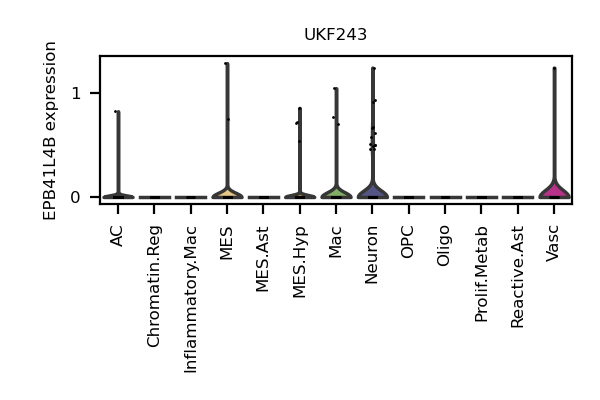 UKF243
EPB41L4B expression
1
0
AC
Chromatin.Reg
Inflammatory.Mac
MES
MES.Ast
MES.Hyp
Mac
Neuron
OPC
Oligo
Prolif.Metab
Reactive.Ast
Vasc